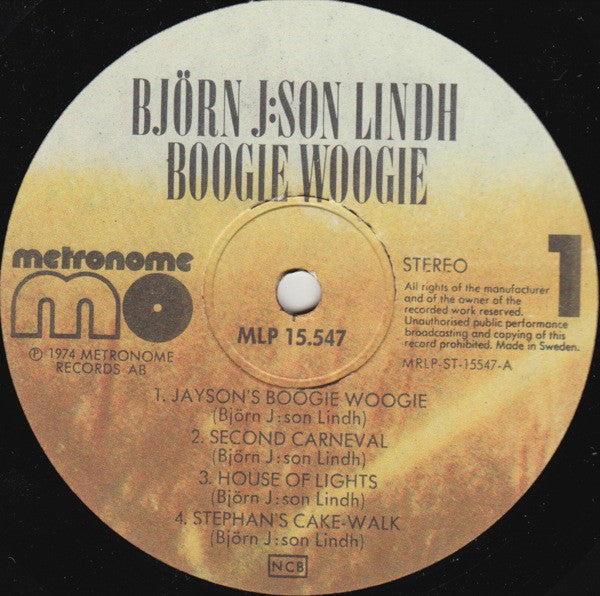 BJÖRN J:SON LINDH
BOOGIE WOOGIE
metronome
mo
℗ 1974 METRONOME
RECORDS AB
MLP 15.547
STEREO
1
All rights of the manufacturer
and of the owner of the
recorded work reserved.
Unauthorised public performance
broadcasting and copying of this
record prohibited. Made in Sweden.
MRLP-ST-15547-A
1. JAYSON'S BOOGIE WOOGIE
(Björn J:son Lindh)
2. SECOND CARNEVAL
(Björn J:son Lindh)
3. HOUSE OF LIGHTS
(Björn J:son Lindh)
4. STEPHAN'S CAKE-WALK
(Björn J:son Lindh)
NCB